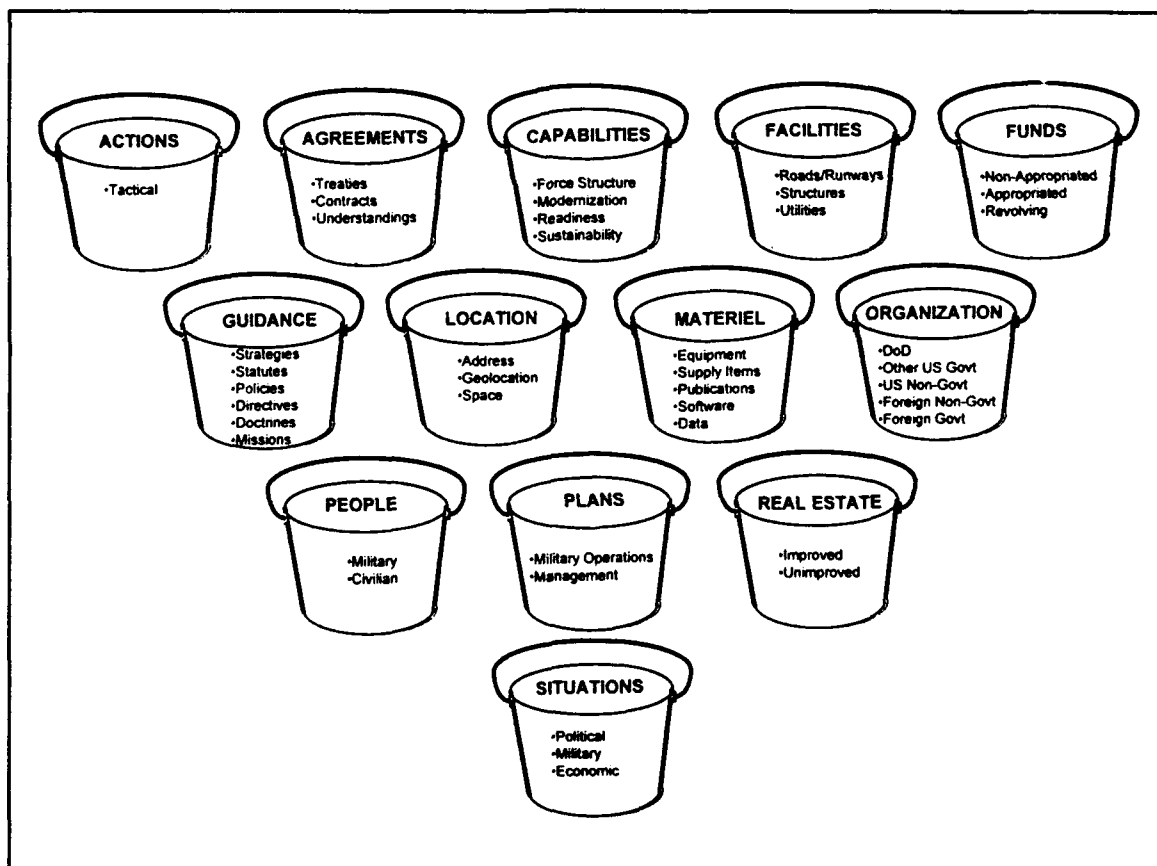 ACTIONS
•Tactical
AGREEMENTS
•Treaties
•Contracts
•Understandings
CAPABILITIES
•Force Structure
•Modernization
•Readiness
•Sustainability
FACILITIES
•Roads/Runways
•Structures
•Utilities
FUNDS
•Non-Appropriated
•Appropriated
•Revolving
GUIDANCE
•Strategies
•Statutes
•Policies
•Directives
•Doctrines
•Missions
LOCATION
•Address
•Geolocation
•Space
MATERIEL
•Equipment
•Supply Items
•Publications
•Software
•Data
ORGANIZATION
•DoD
•Other US Govt
•US Non-Govt
•Foreign Non-Govt
•Foreign Govt
PEOPLE
•Military
•Civilian
PLANS
•Military Operations
•Management
REAL ESTATE
•Improved
•Unimproved
SITUATIONS
•Political
•Military
•Economic